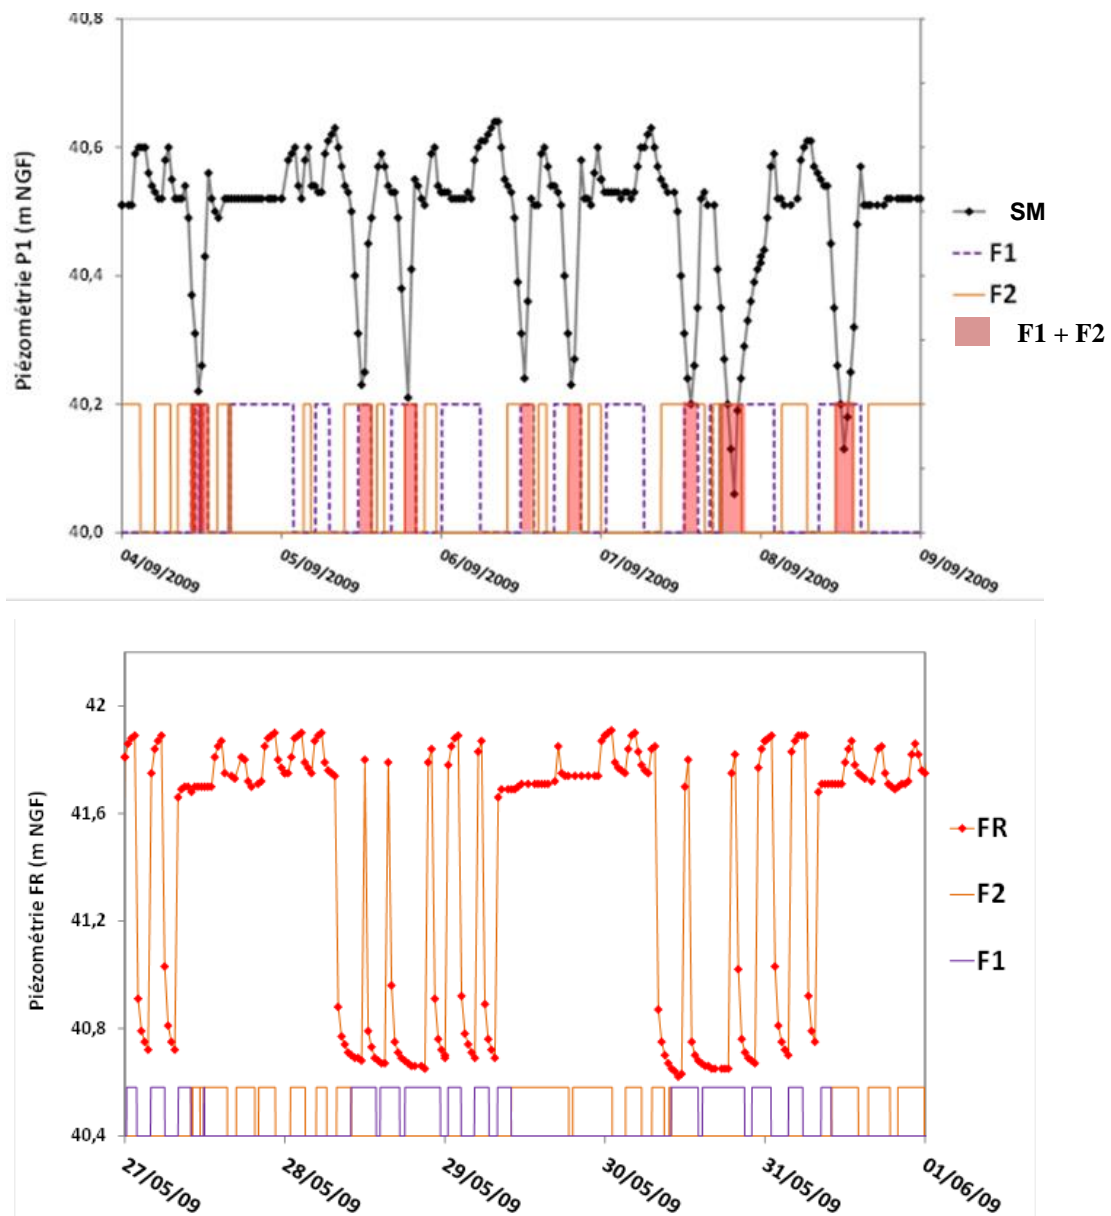 40,8
40,6
40,4
40,2
40,0
Piézométrie P1 (m NGF)
04/09/2009
05/09/2009
06/09/2009
07/09/2009
08/09/2009
09/09/2009
SM
F1
F2
F1 + F2
42
41,6
41,2
40,8
40,4
Piézométrie FR (m NGF)
27/05/09
28/05/09
29/05/09
30/05/09
31/05/09
01/06/09
FR
F2
F1